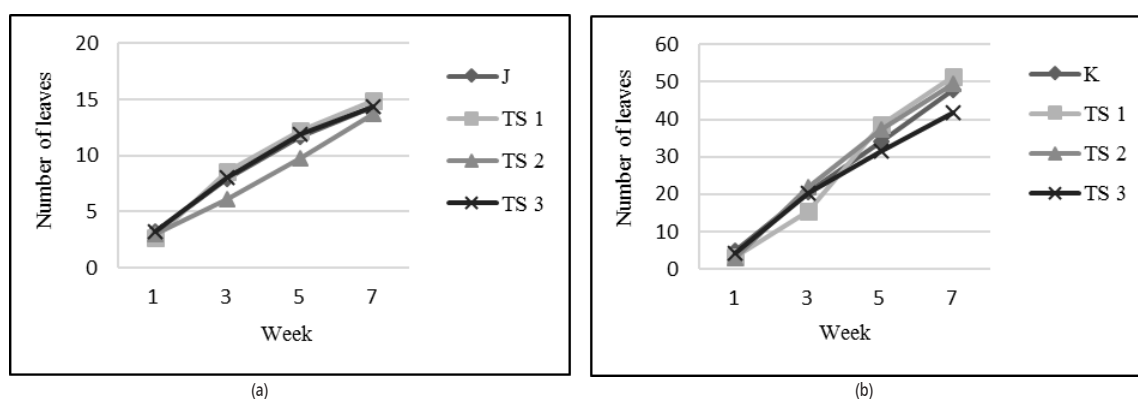 20
15
10
5
0
Number of leaves
1 3 5 7
Week
J
TS 1
TS 2
TS 3
(a)
60
50
40
30
20
10
0
Number of leaves
1 3 5 7
Week
K
TS 1
TS 2
TS 3
(b)